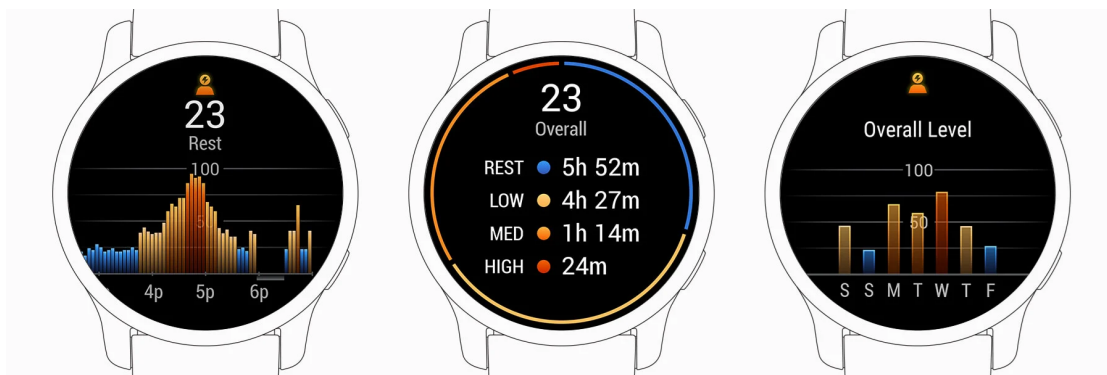 23
Rest
100
50
4p 5p 6p
23
Overall
REST 5h 52m
LOW 4h 27m
MED 1h 14m
HIGH 24m
Overall Level
100
50
S S M T W T F